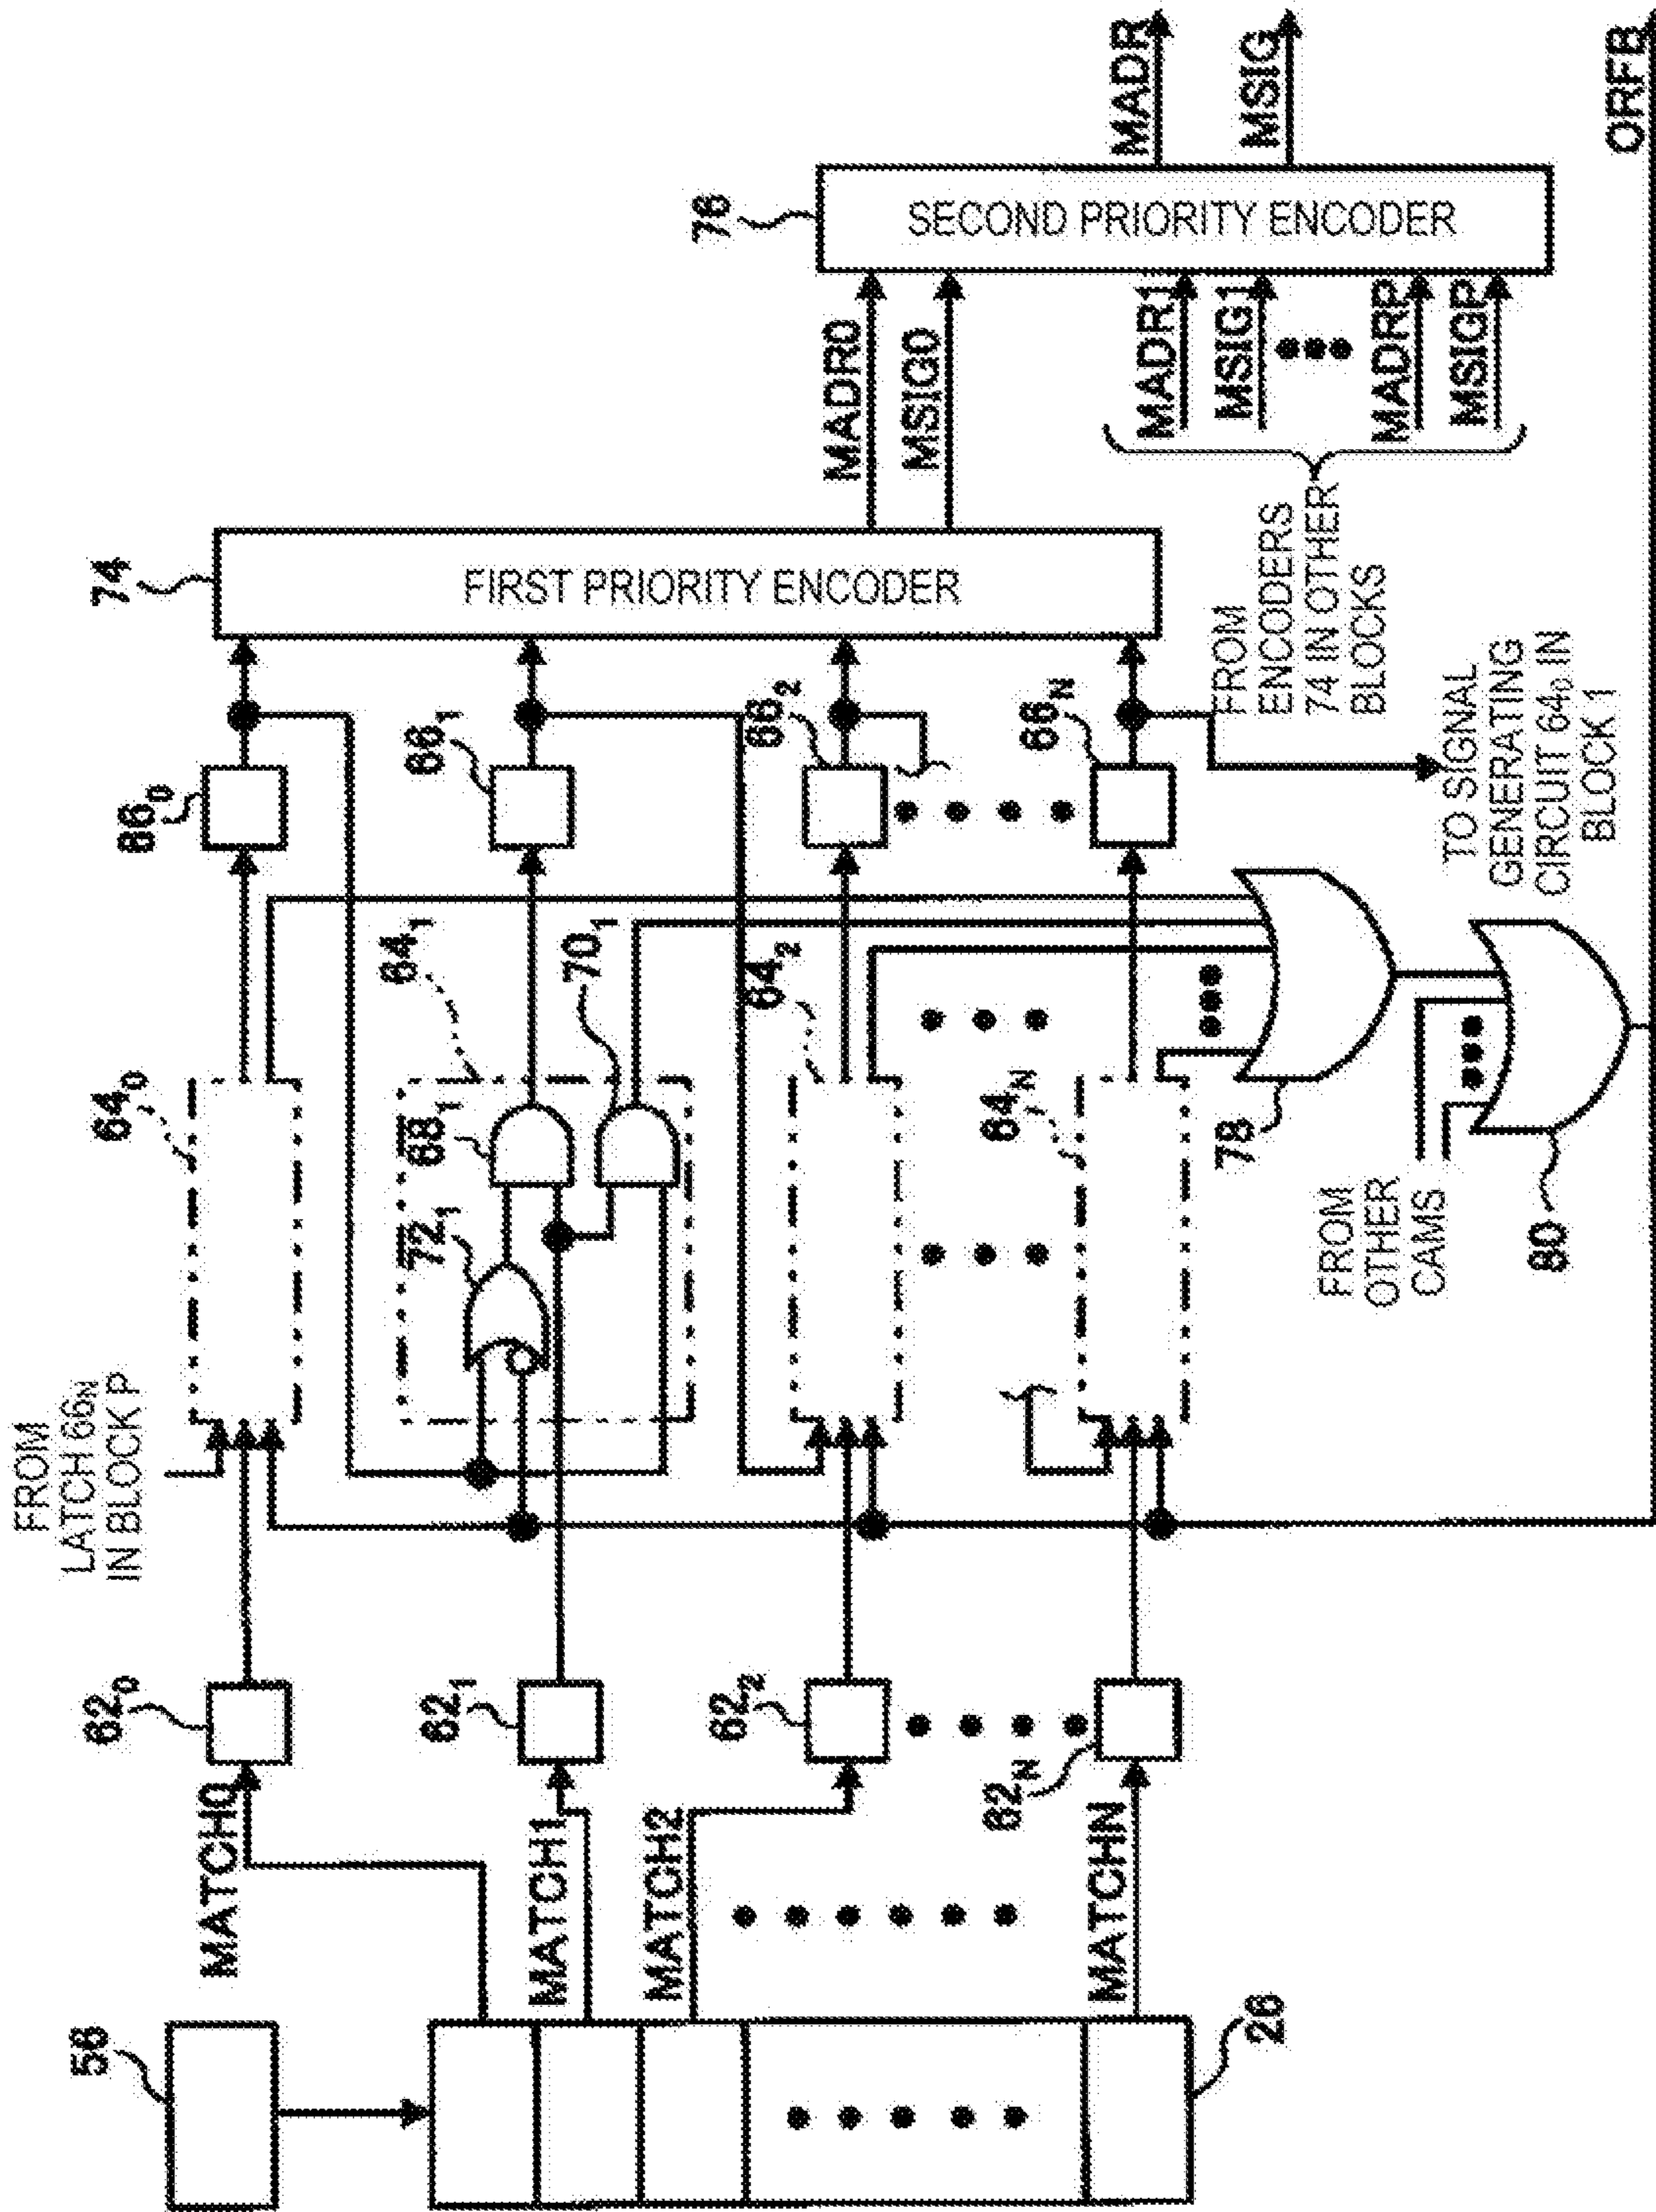 58
26
MATCH0
MATCH1
MATCH2
MATCHN
62₀
62₁
62₂
62N
FROM
LATCH 66N
IN BLOCK P
64₀
64₁
72₁
68₁
70₁
64₂
64N
66₀
66₁
66₂
66N
74
FIRST PRIORITY ENCODER
78
FROM
OTHER
CAMS
80
TO SIGNAL
GENERATING
CIRCUIT 64₀ IN
BLOCK 1
MADR0
MSIG0
FROM
ENCODERS
74 IN OTHER
BLOCKS
MADR1
MSIG1
MADRP
MSIGP
76
SECOND PRIORITY ENCODER
MADR
MSIG
ORFB